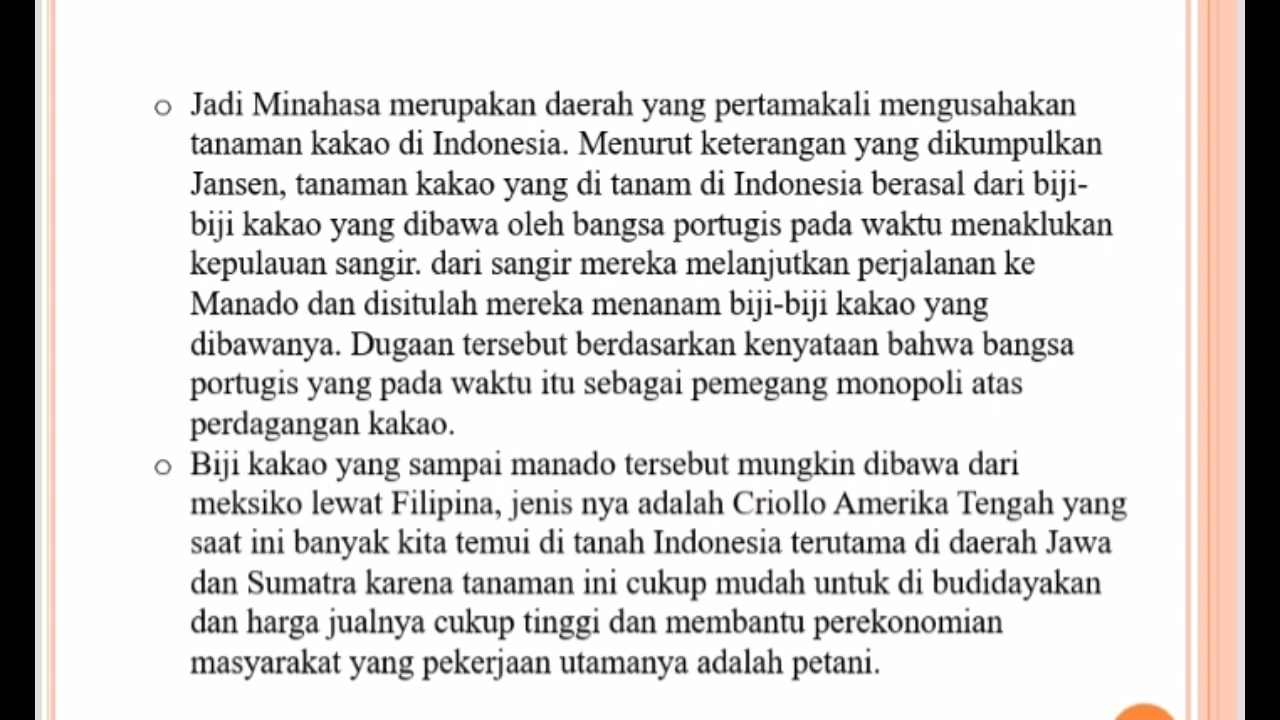 o Jadi Minahasa merupakan daerah yang pertamakali mengusahakan
tanaman kakao di Indonesia. Menurut keterangan yang dikumpulkan
Jansen, tanaman kakao yang di tanam di Indonesia berasal dari biji-
biji kakao yang dibawa oleh bangsa portugis pada waktu menaklukan
kepulauan sangir. dari sangir mereka melanjutkan perjalanan ke
Manado dan disitulah mereka menanam biji-biji kakao yang
dibawanya. Dugaan tersebut berdasarkan kenyataan bahwa bangsa
portugis yang pada waktu itu sebagai pemegang monopoli atas
perdagangan kakao.
o Biji kakao yang sampai manado tersebut mungkin dibawa dari
meksiko lewat Filipina, jenis nya adalah Criollo Amerika Tengah yang
saat ini banyak kita temui di tanah Indonesia terutama di daerah Jawa
dan Sumatra karena tanaman ini cukup mudah untuk di budidayakan
dan harga jualnya cukup tinggi dan membantu perekonomian
masyarakat yang pekerjaan utamanya adalah petani.